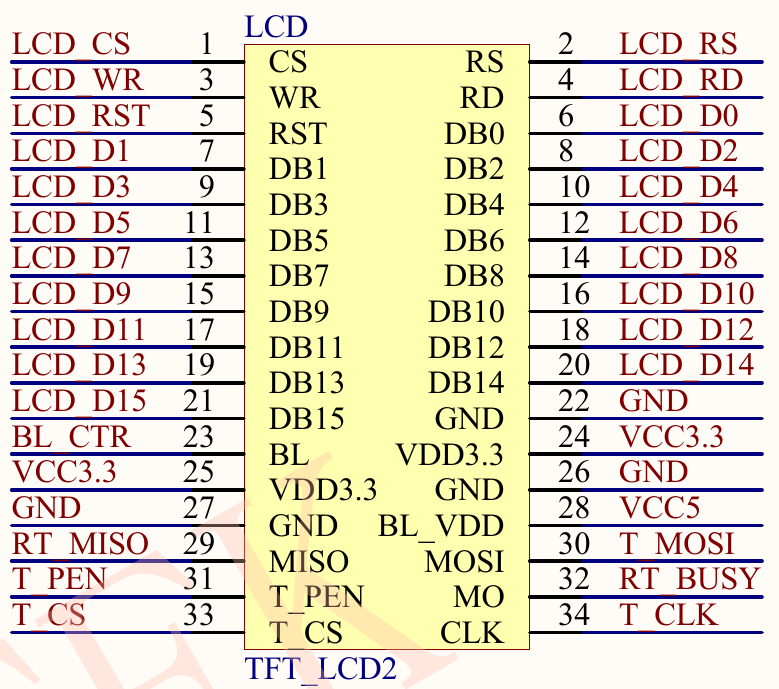 LCD
LCD_CS 1 CS RS 2 LCD_RS
LCD_WR 3 WR RD 4 LCD_RD
LCD_RST 5 RST DB0 6 LCD_D0
LCD_D1 7 DB1 DB2 8 LCD_D2
LCD_D3 9 DB3 DB4 10 LCD_D4
LCD_D5 11 DB5 DB6 12 LCD_D6
LCD_D7 13 DB7 DB8 14 LCD_D8
LCD_D9 15 DB9 DB10 16 LCD_D10
LCD_D11 17 DB11 DB12 18 LCD_D12
LCD_D13 19 DB13 DB14 20 LCD_D14
LCD_D15 21 DB15 GND 22 GND
BL_CTR 23 BL VDD3.3 24 VCC3.3
VCC3.3 25 VDD3.3 GND 26 GND
GND 27 GND BL_VDD 28 VCC5
RT_MISO 29 MISO MOSI 30 T_MOSI
T_PEN 31 T_PEN MO 32 RT_BUSY
T_CS 33 T_CS CLK 34 T_CLK
TFT_LCD2